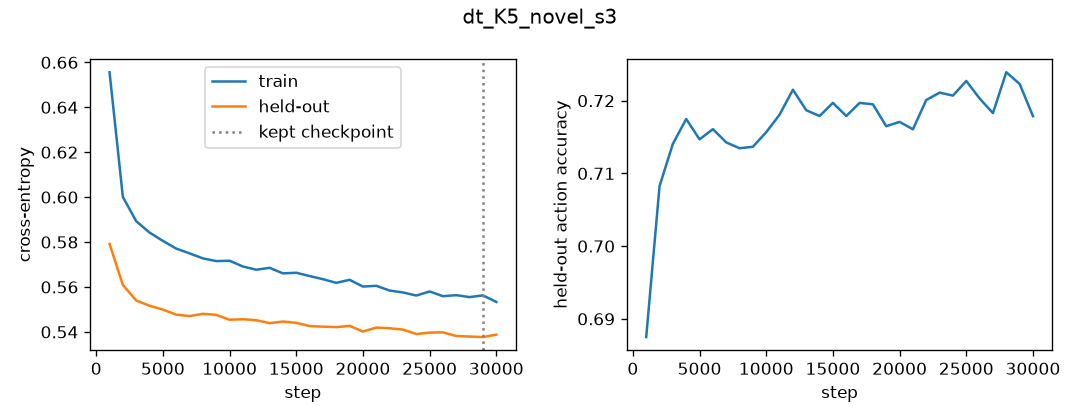 dt_K5_novel_s3
0.66
0.64
0.62
0.60
0.58
0.56
0.54
cross-entropy
train
held-out
kept checkpoint
0 5000 10000 15000 20000 25000 30000
step
0.72
0.71
0.70
0.69
held-out action accuracy
0 5000 10000 15000 20000 25000 30000
step